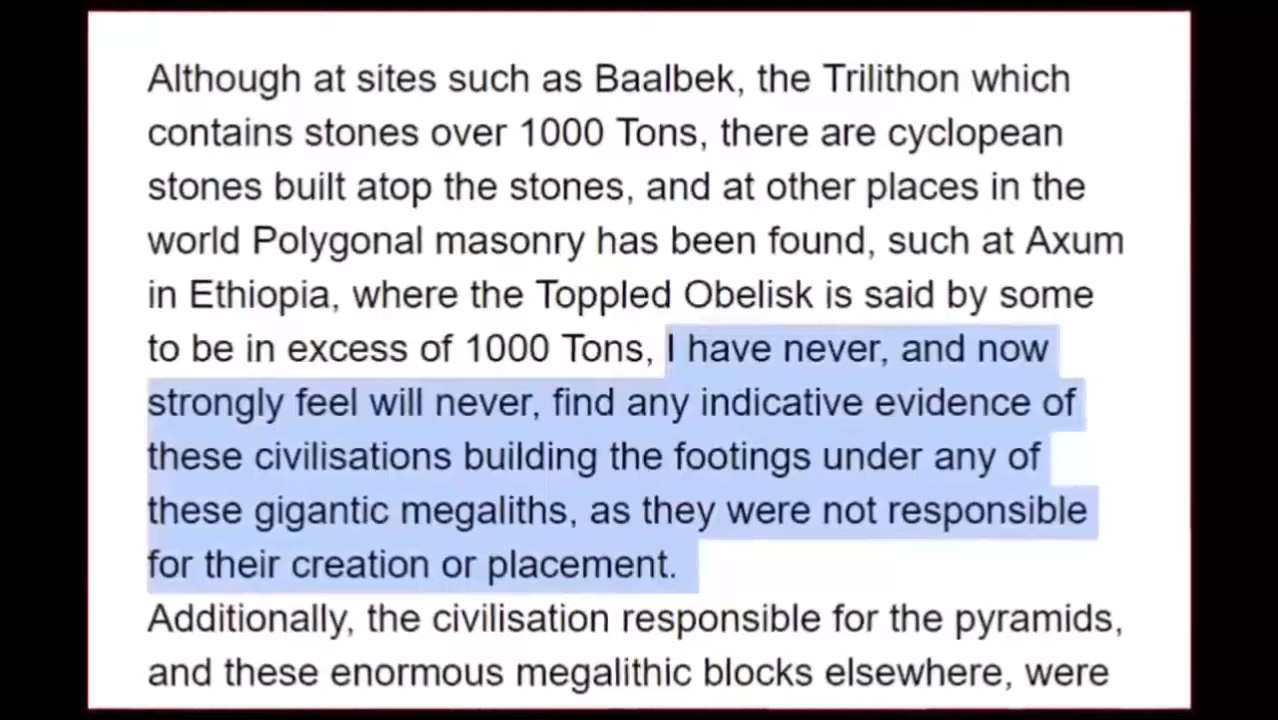 Although at sites such as Baalbek, the Trilithon which
contains stones over 1000 Tons, there are cyclopean
stones built atop the stones, and at other places in the
world Polygonal masonry has been found, such at Axum
in Ethiopia, where the Toppled Obelisk is said by some
to be in excess of 1000 Tons, I have never, and now
strongly feel will never, find any indicative evidence of
these civilisations building the footings under any of
these gigantic megaliths, as they were not responsible
for their creation or placement.
Additionally, the civilisation responsible for the pyramids,
and these enormous megalithic blocks elsewhere, were